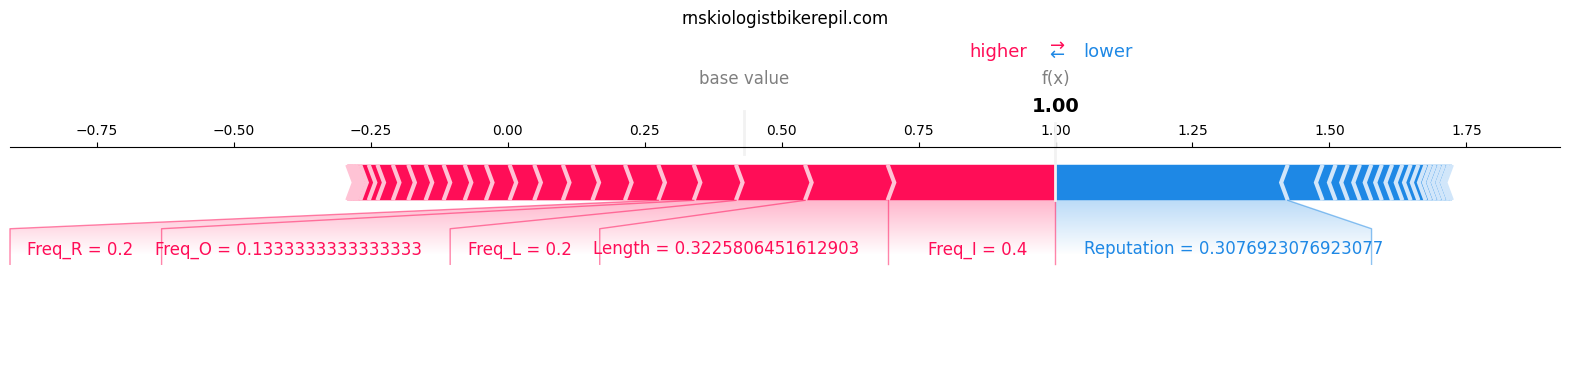 rnskiologistbikerepil.com
higher → ← lower
base value f(x)
1.00
−0.75 −0.50 −0.25 0.00 0.25 0.50 0.75 1.00 1.25 1.50 1.75
Freq_R = 0.2 Freq_O = 0.1333333333333333 Freq_L = 0.2 Length = 0.3225806451612903 Freq_I = 0.4 Reputation = 0.3076923076923077